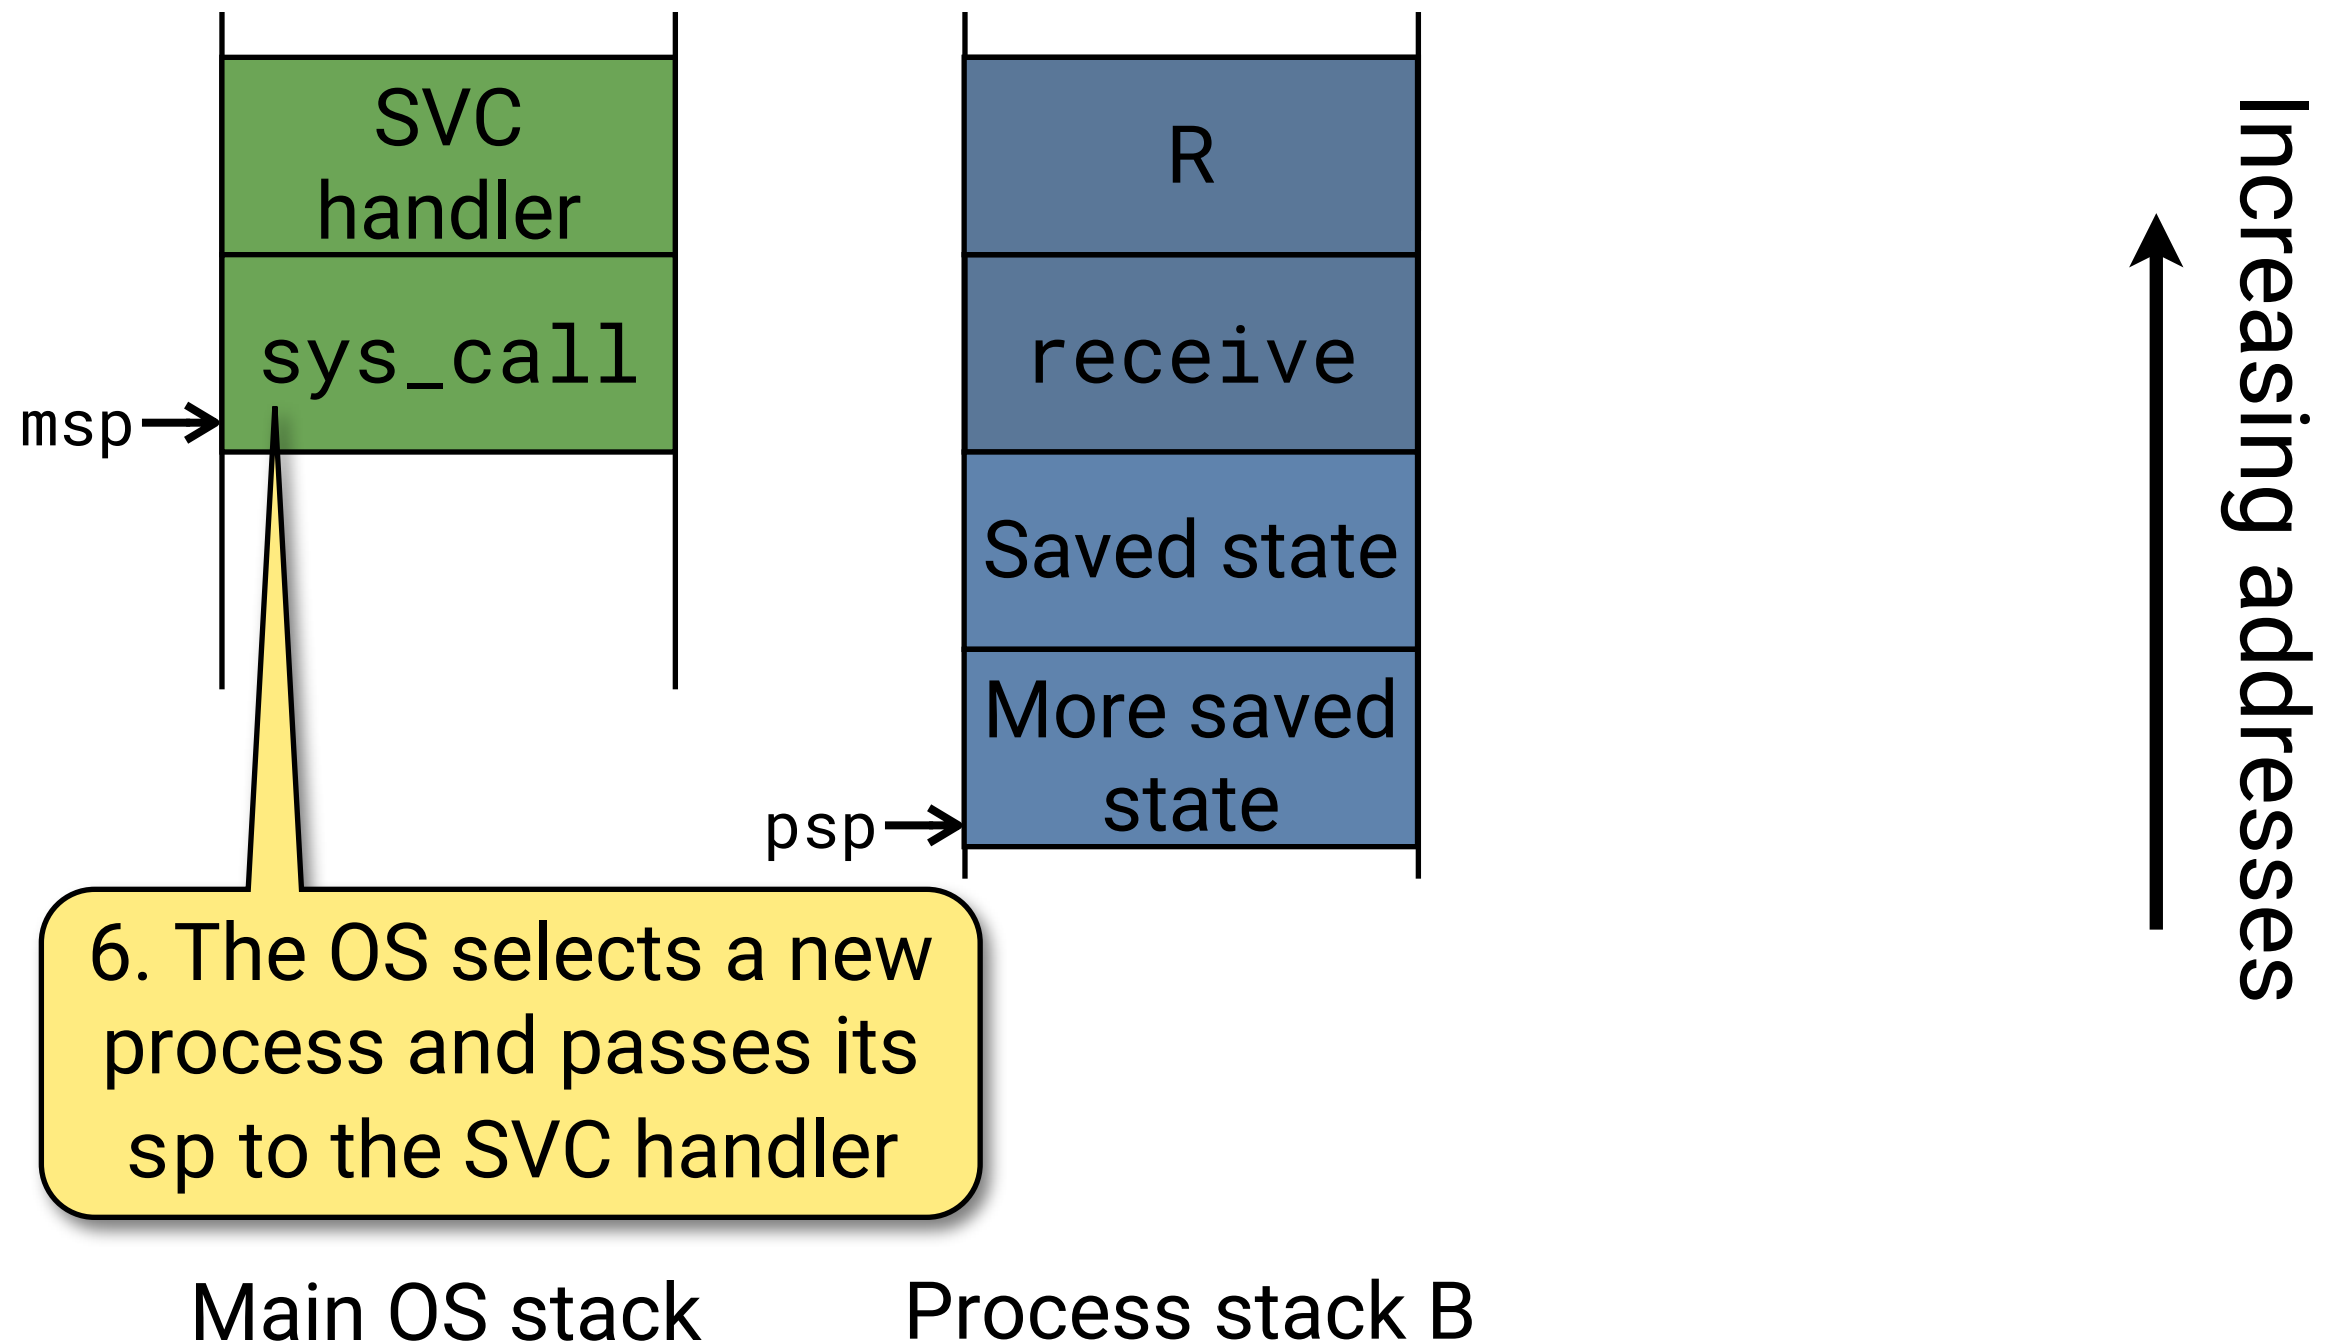 SVC
handler
sys_call
msp
R
receive
Saved state
More saved
state
psp
6. The OS selects a new
process and passes its
sp to the SVC handler
Main OS stack
Process stack B
Increasing addresses